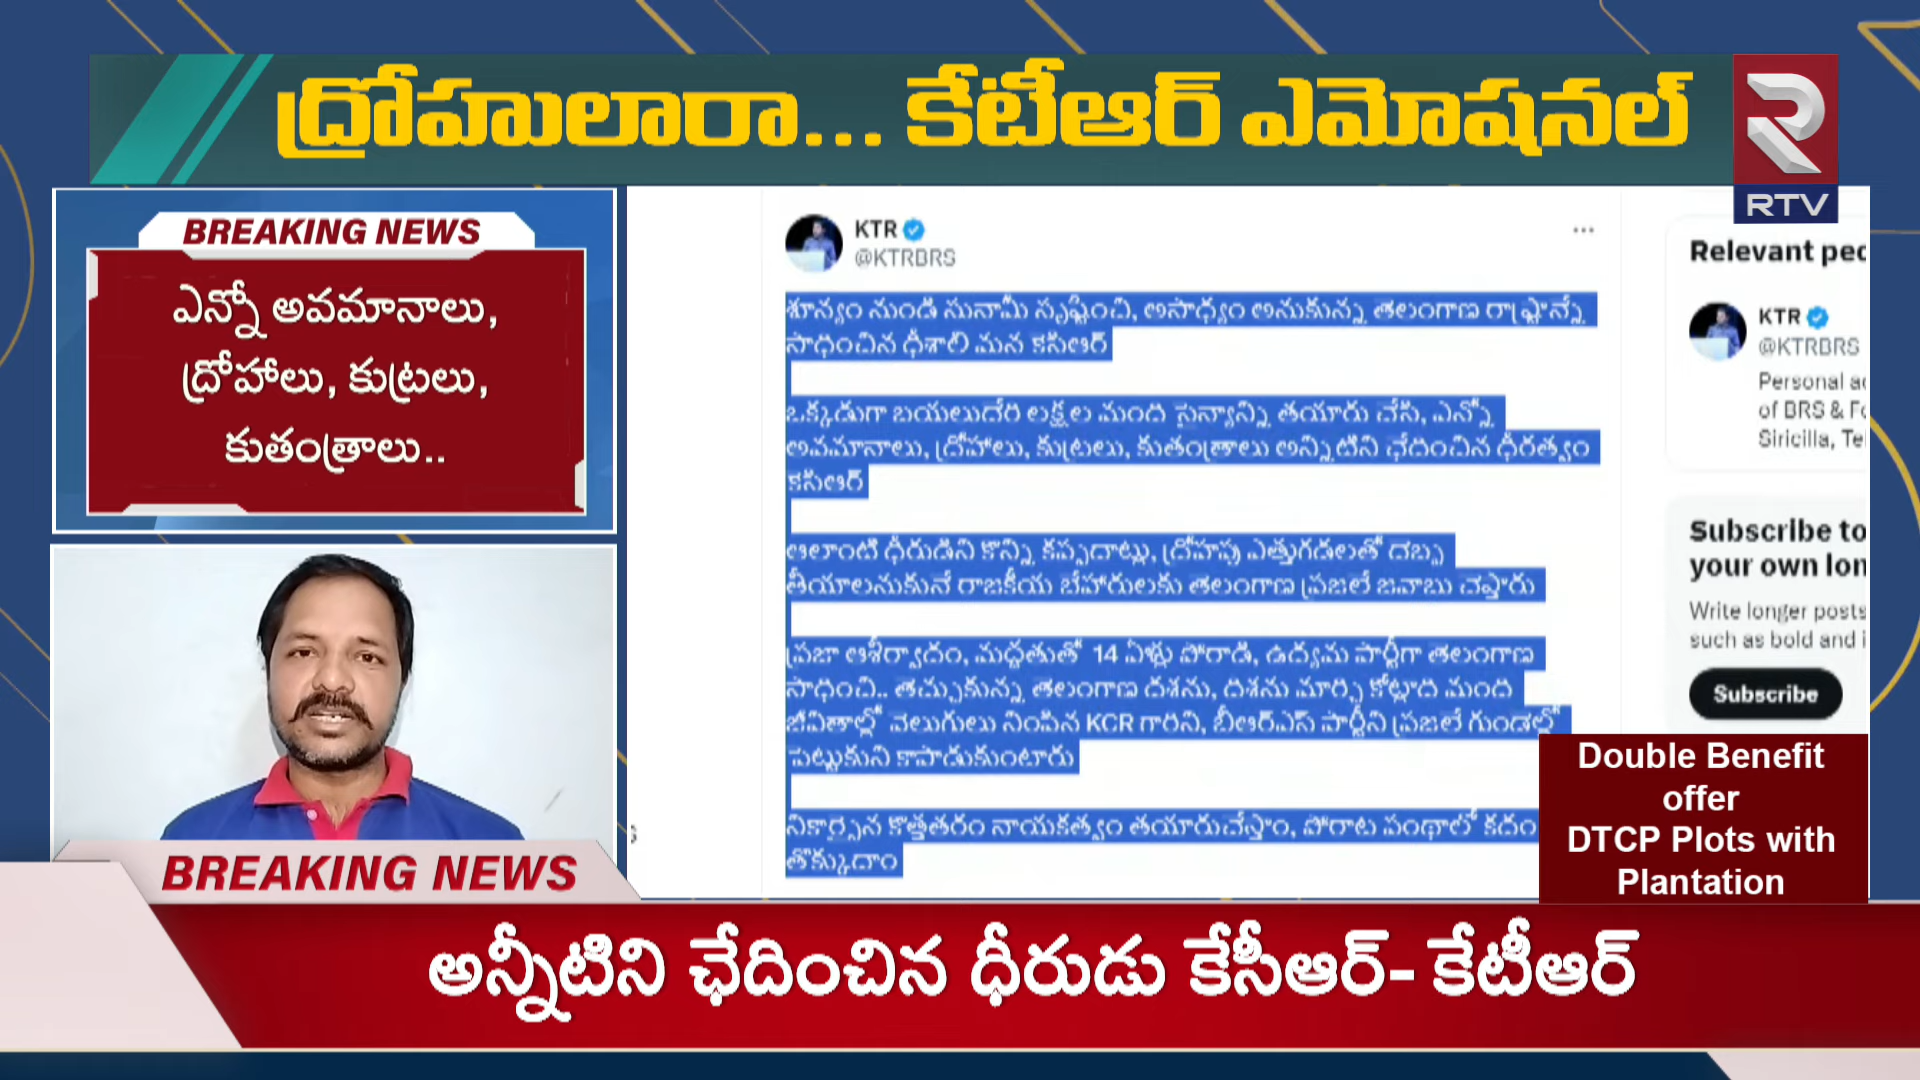 ద్రోహులారా... కేటీఆర్ ఎమోషనల్
RTV
BREAKING NEWS
ఎన్నో అవమానాలు,
ద్రోహాలు, కుట్రలు,
కుతంత్రాలు..
KTR
@KTRBRS
శూన్యం నుండి సునామీ సృష్టించి, అసాధ్యం అనుకున్న తెలంగాణ రాష్ట్రాన్నే
సాధించిన ధీశాలి మన కేసీఆర్
ఒక్కడుగా బయలుదేరి లక్షల మంది సైన్యాన్ని తయారు చేసి, ఎన్నో
అవమానాలు, ద్రోహాలు, కుట్రలు, కుతంత్రాలు అన్నిటిని ఛేదించిన ధీరత్వం
కేసీఆర్
అలాంటి ధీరుడిని కొన్ని కప్పదాట్లు, ద్రోహపు ఎత్తుగడలతో దెబ్బ
తీయాలనుకునే రాజకీయ బేహారులకు తెలంగాణ ప్రజలే జవాబు చెప్తారు
ప్రజా ఆశీర్వాదం, మద్దతుతో 14 ఏళ్లు పోరాడి, ఉద్యమ పార్టీగా తెలంగాణ
సాధించి.. తెచ్చుకున్న తెలంగాణ దశను, దిశను మార్చి కోట్లాది మంది
జీవితాల్లో వెలుగులు నింపిన KCR గారిని, బీఆర్ఎస్ పార్టీని ప్రజలే గుండెల్లో
పెట్టుకుని కాపాడుకుంటారు
నికార్సైన కొత్తతరం నాయకత్వం తయారుచేస్తాం, పోరాట పంథాలో కదం
తొక్కుదాం
Relevant peo
KTR
@KTRBRS
Personal ac
of BRS & Fo
Siricilla, Te
Subscribe to
your own lon
Write longer posts
such as bold and i
Subscribe
Double Benefit
offer
DTCP Plots with
Plantation
BREAKING NEWS
అన్నీటిని ఛేదించిన ధీరుడు కేసీఆర్- కేటీఆర్